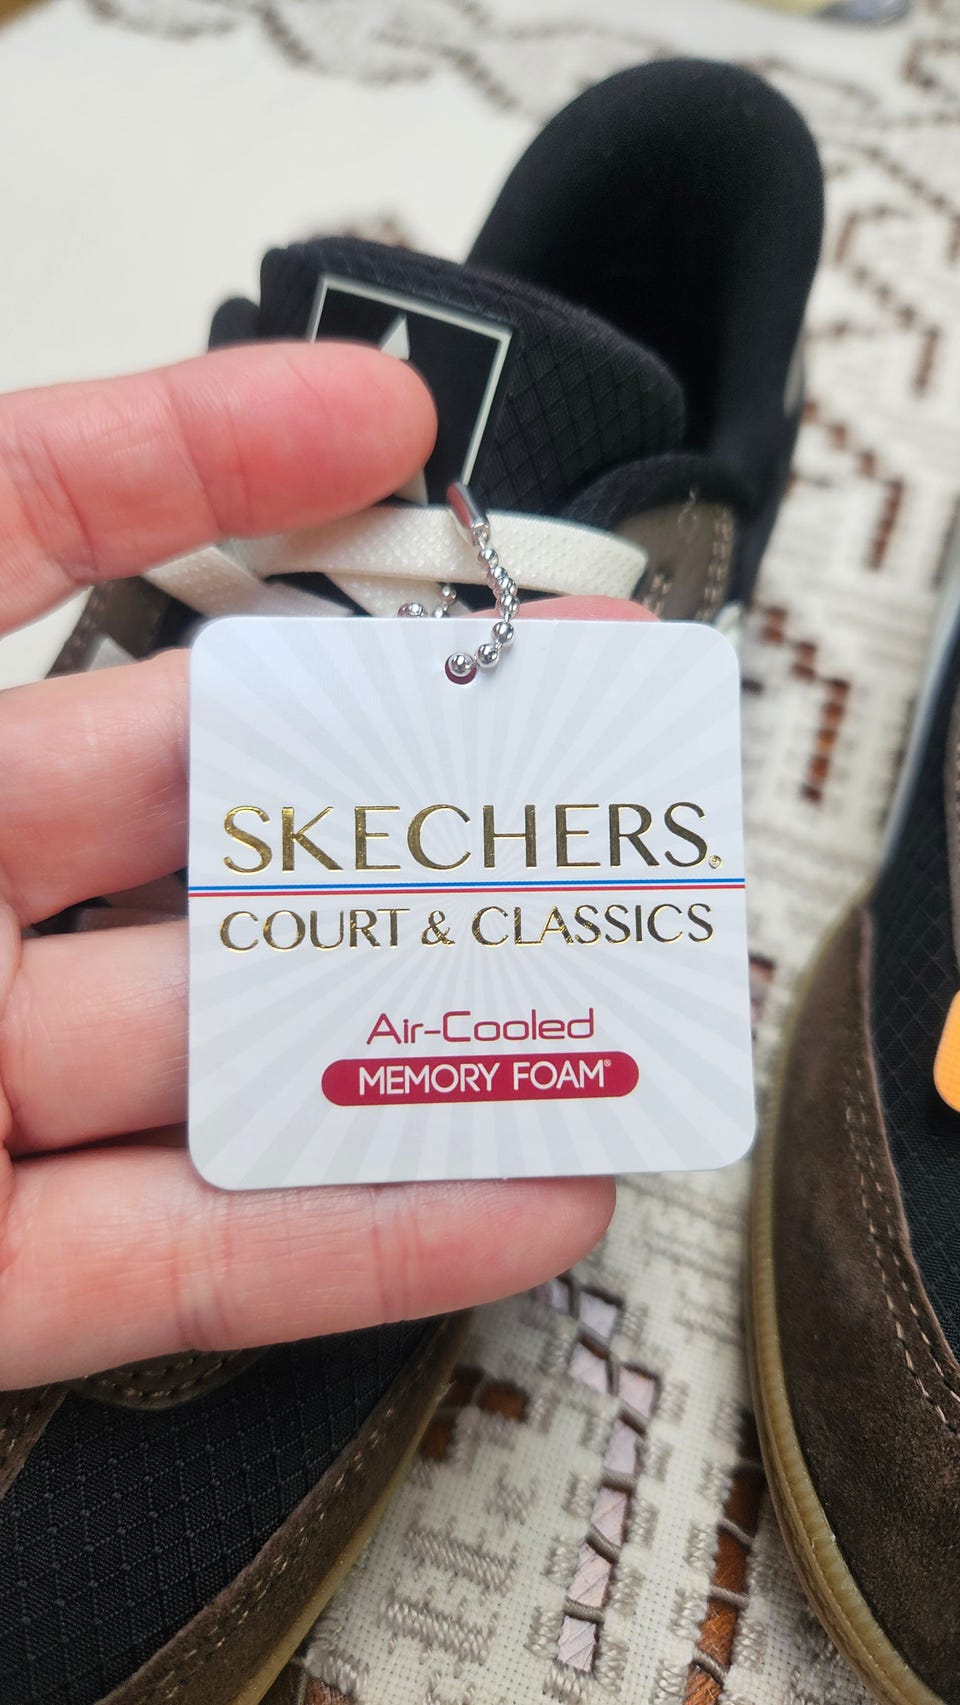 SKECHERS®
COURT & CLASSICS
Air-Cooled
MEMORY FOAM®